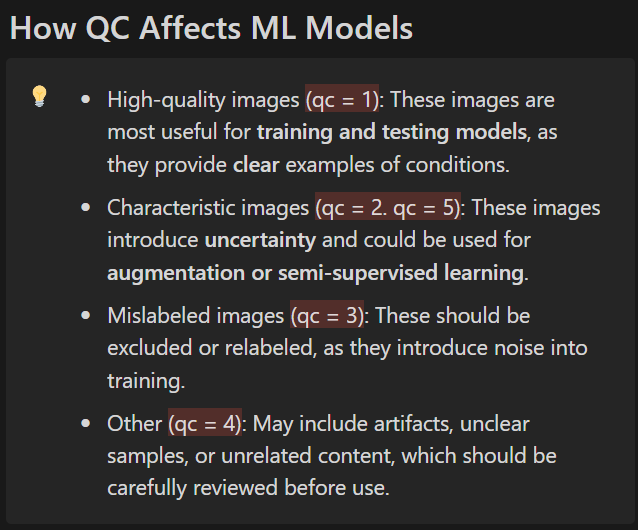 How QC Affects ML Models
• High-quality images (qc = 1): These images are
most useful for training and testing models, as
they provide clear examples of conditions.
• Characteristic images (qc = 2. qc = 5): These images
introduce uncertainty and could be used for
augmentation or semi-supervised learning.
• Mislabeled images (qc = 3): These should be
excluded or relabeled, as they introduce noise into
training.
• Other (qc = 4): May include artifacts, unclear
samples, or unrelated content, which should be
carefully reviewed before use.